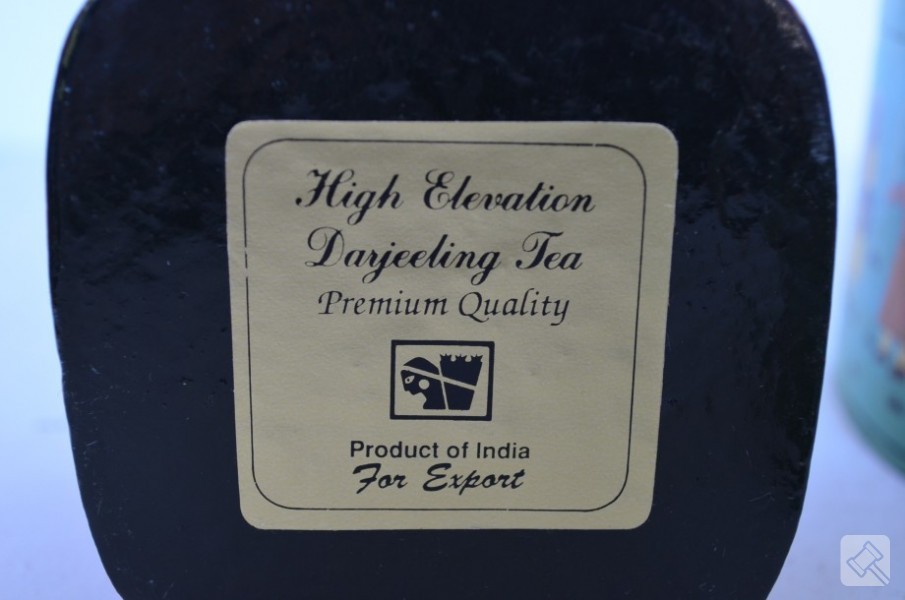 High Elevation
Darjeeling Tea
Premium Quality
Product of India
For Export